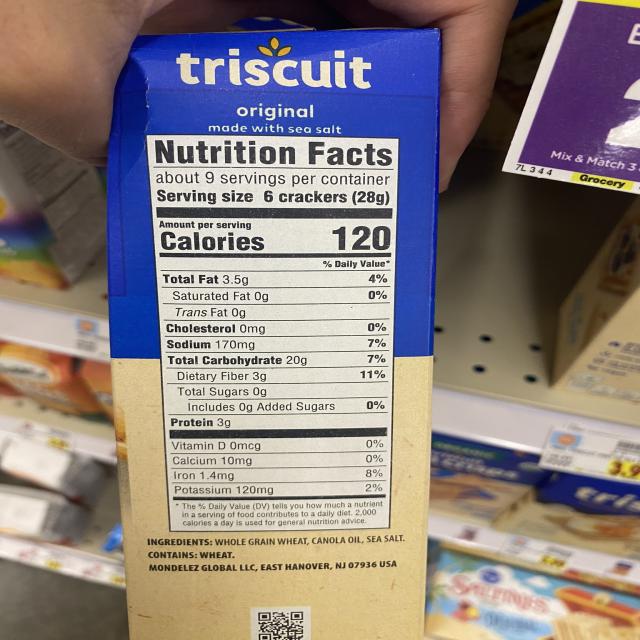 triscuit
original
made with sea salt
Nutrition Facts
about 9 servings per container
Serving size 6 crackers (28g)
Amount per serving
Calories 120
% Daily Value*
Total Fat 3.5g 4%
Saturated Fat 0g 0%
Trans Fat 0g
Cholesterol 0mg 0%
Sodium 170mg 7%
Total Carbohydrate 20g 7%
Dietary Fiber 3g 11%
Total Sugars 0g
Includes 0g Added Sugars 0%
Protein 3g
Vitamin D 0mcg 0%
Calcium 10mg 0%
Iron 1.4mg 8%
Potassium 120mg 2%
* The % Daily Value (DV) tells you how much a nutrient
in a serving of food contributes to a daily diet. 2,000
calories a day is used for general nutrition advice.
INGREDIENTS: WHOLE GRAIN WHEAT, CANOLA OIL, SEA SALT.
CONTAINS: WHEAT.
MONDELEZ GLOBAL LLC, EAST HANOVER, NJ 07936 USA
Mix & Match 3
7L 3 4 4
Grocery